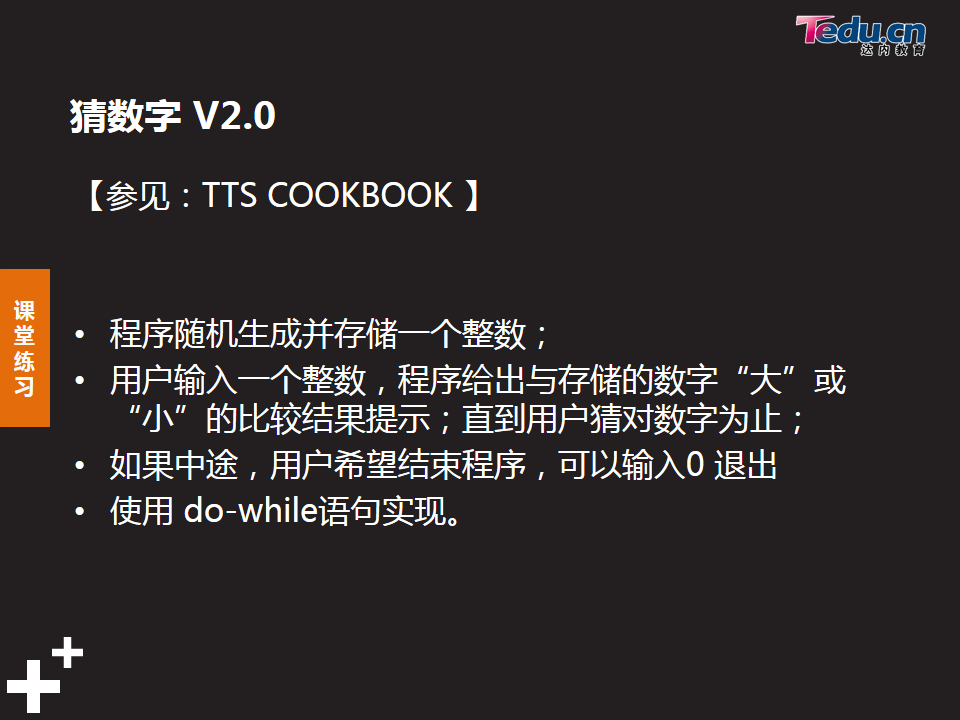 Tedu.cn
达内教育
猜数字 V2.0
【参见：TTS COOKBOOK 】
课堂练习
• 程序随机生成并存储一个整数；
• 用户输入一个整数，程序给出与存储的数字“大”或
“小”的比较结果提示；直到用户猜对数字为止；
• 如果中途，用户希望结束程序，可以输入0 退出
• 使用 do-while语句实现。